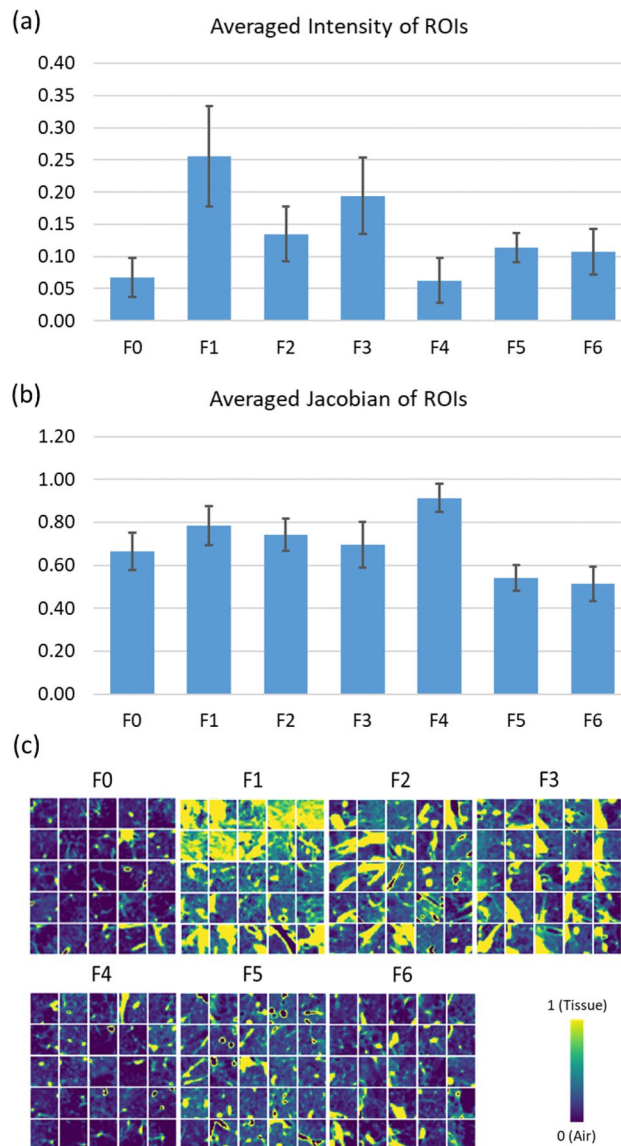 (a)
Averaged Intensity of ROIs
0.40
0.35
0.30
0.25
0.20
0.15
0.10
0.05
0.00
F0 F1 F2 F3 F4 F5 F6
(b)
Averaged Jacobian of ROIs
1.20
1.00
0.80
0.60
0.40
0.20
0.00
F0 F1 F2 F3 F4 F5 F6
(c)
F0 F1 F2 F3
F4 F5 F6
1 (Tissue)
0 (Air)